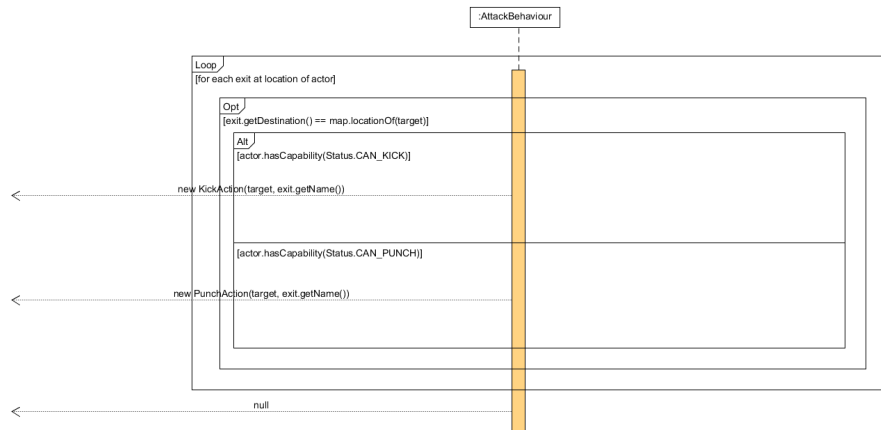 :AttackBehaviour
Loop
[for each exit at location of actor]
Opt
[exit.getDestination() == map.locationOf(target)]
Alt
[actor.hasCapability(Status.CAN_KICK)]
new KickAction(target, exit.getName())
[actor.hasCapability(Status.CAN_PUNCH)]
new PunchAction(target, exit.getName())
null